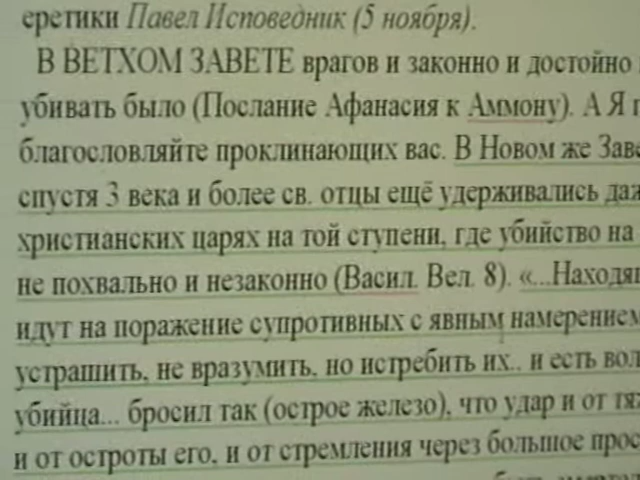 еретики Павел Исповедник (5 ноября).
В ВЕТХОМ ЗАВЕТЕ врагов и законно и достойно
убивать было (Послание Афанасия к Аммону). А Я
благословляйте проклинающих вас. В Новом же Заве
спустя 3 века и более св. отцы ещё удерживались даж
христианских царях на той ступени, где убийство на
не похвально и незаконно (Васил. Вел. 8). «...Находя
идут на поражение супротивных с явным намерением
устрашить, не вразумить, но истребить их.. и есть вол
убийца... бросил так (острое железо), что удар и от тя
и от остроты его, и от стремления через большое прос